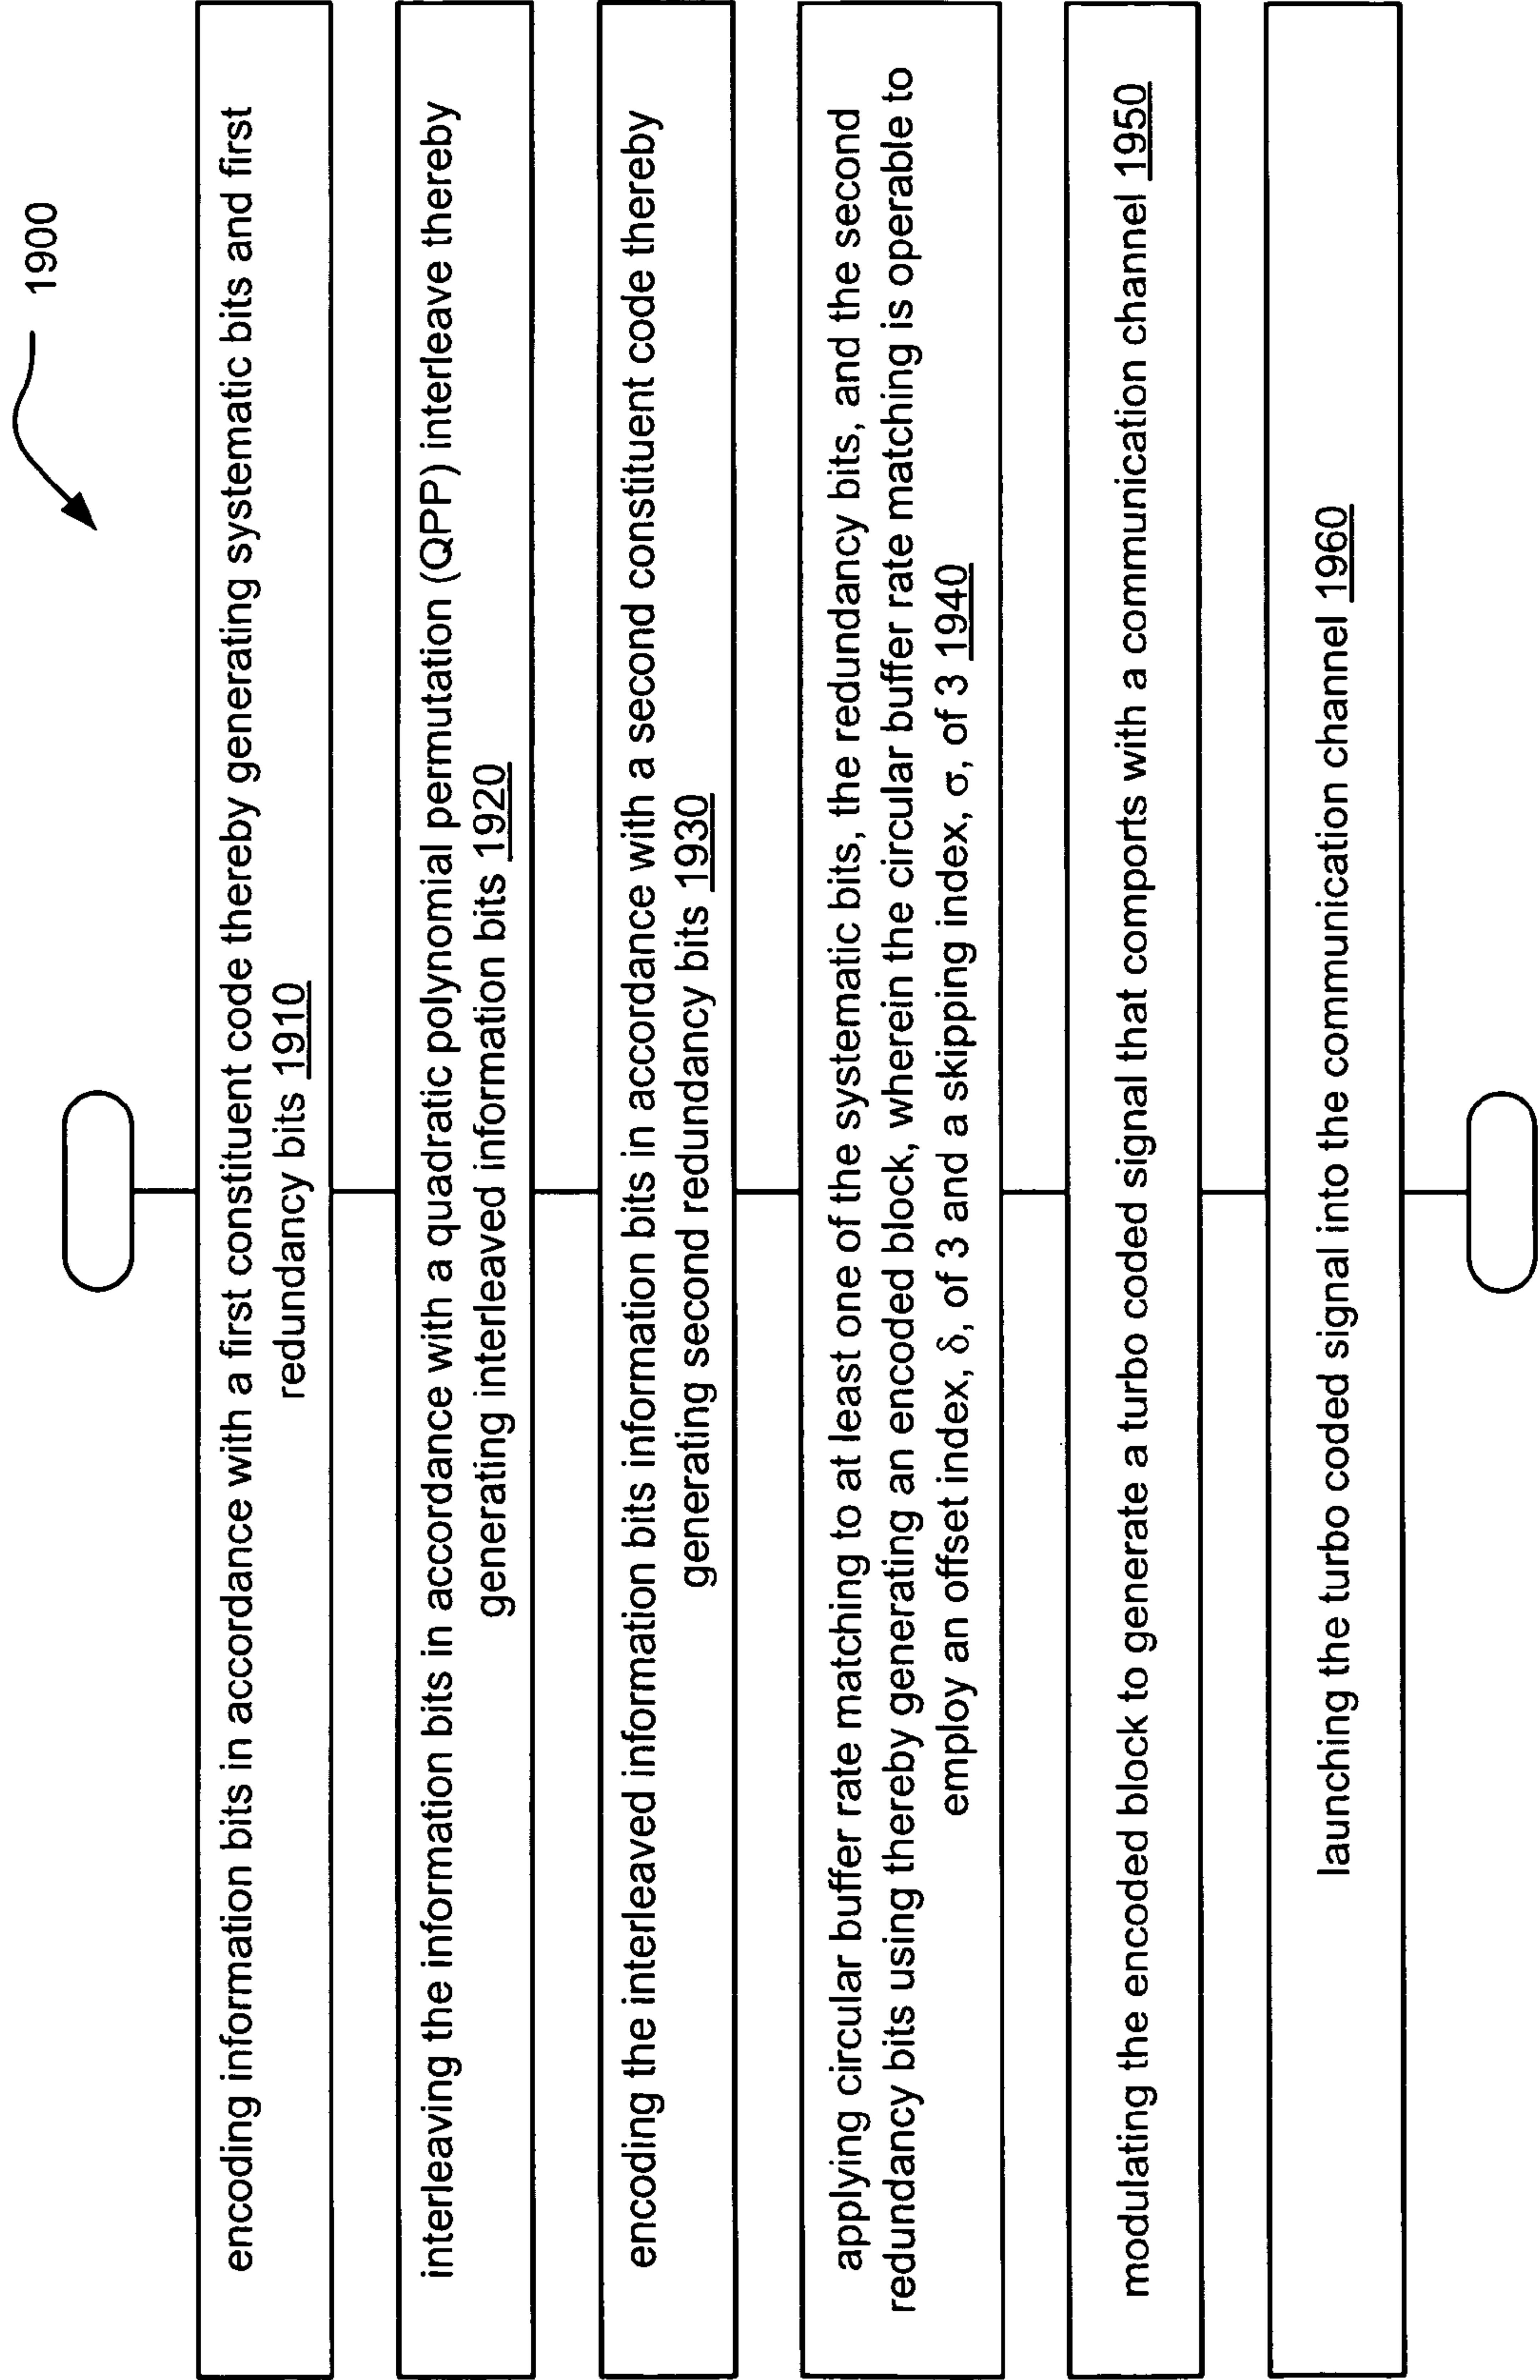 1900
encoding information bits in accordance with a first constituent code thereby generating systematic bits and first
redundancy bits 1910
interleaving the information bits in accordance with a quadratic polynomial permutation (QPP) interleave thereby
generating interleaved information bits 1920
encoding the interleaved information bits information bits in accordance with a second constituent code thereby
generating second redundancy bits 1930
applying circular buffer rate matching to at least one of the systematic bits, the redundancy bits, and the second
redundancy bits using thereby generating an encoded block, wherein the circular buffer rate matching is operable to
employ an offset index, δ, of 3 and a skipping index, σ, of 3 1940
modulating the encoded block to generate a turbo coded signal that comports with a communication channel 1950
launching the turbo coded signal into the communication channel 1960